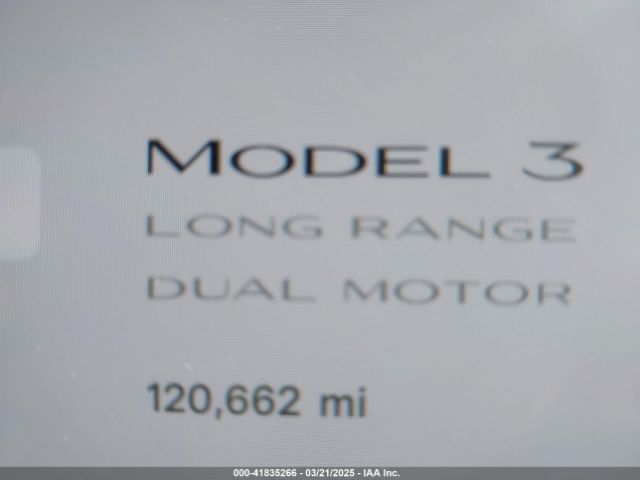 MODEL 3
LONG RANGE
DUAL MOTOR
120,662 mi
000-41835266 - 03/21/2025 - IAA Inc.